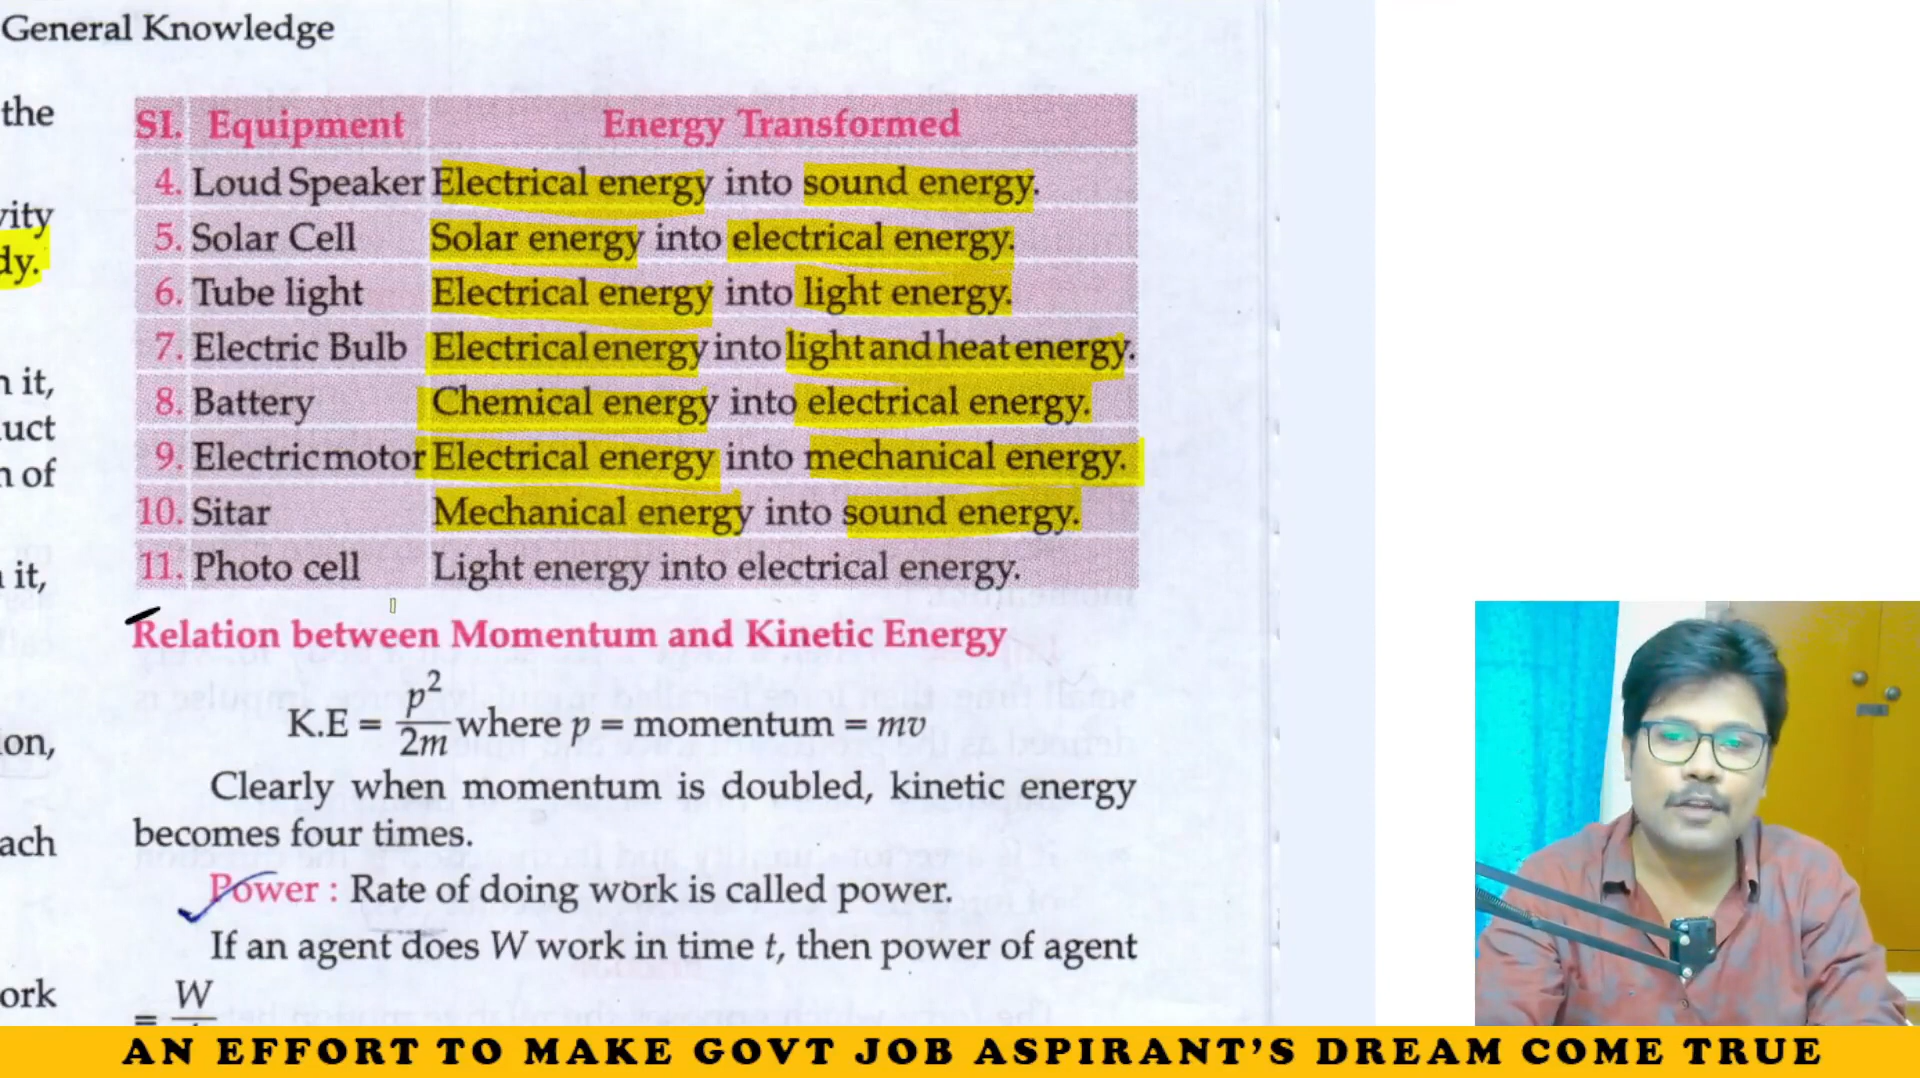 General Knowledge
the
vity
dy.
n it,
uct
n of
it,
ion,
ach
ork
SI. Equipment Energy Transformed
4. Loud Speaker Electrical energy into sound energy.
5. Solar Cell Solar energy into electrical energy.
6. Tube light Electrical energy into light energy.
7. Electric Bulb Electrical energy into light and heat energy.
8. Battery Chemical energy into electrical energy.
9. Electric motor Electrical energy into mechanical energy.
10. Sitar Mechanical energy into sound energy.
11. Photo cell Light energy into electrical energy.
Relation between Momentum and Kinetic Energy
K.E = p²/2m where p = momentum = mv
Clearly when momentum is doubled, kinetic energy
becomes four times.
Power : Rate of doing work is called power.
If an agent does W work in time t, then power of agent
= W
AN EFFORT TO MAKE GOVT JOB ASPIRANT'S DREAM COME TRUE